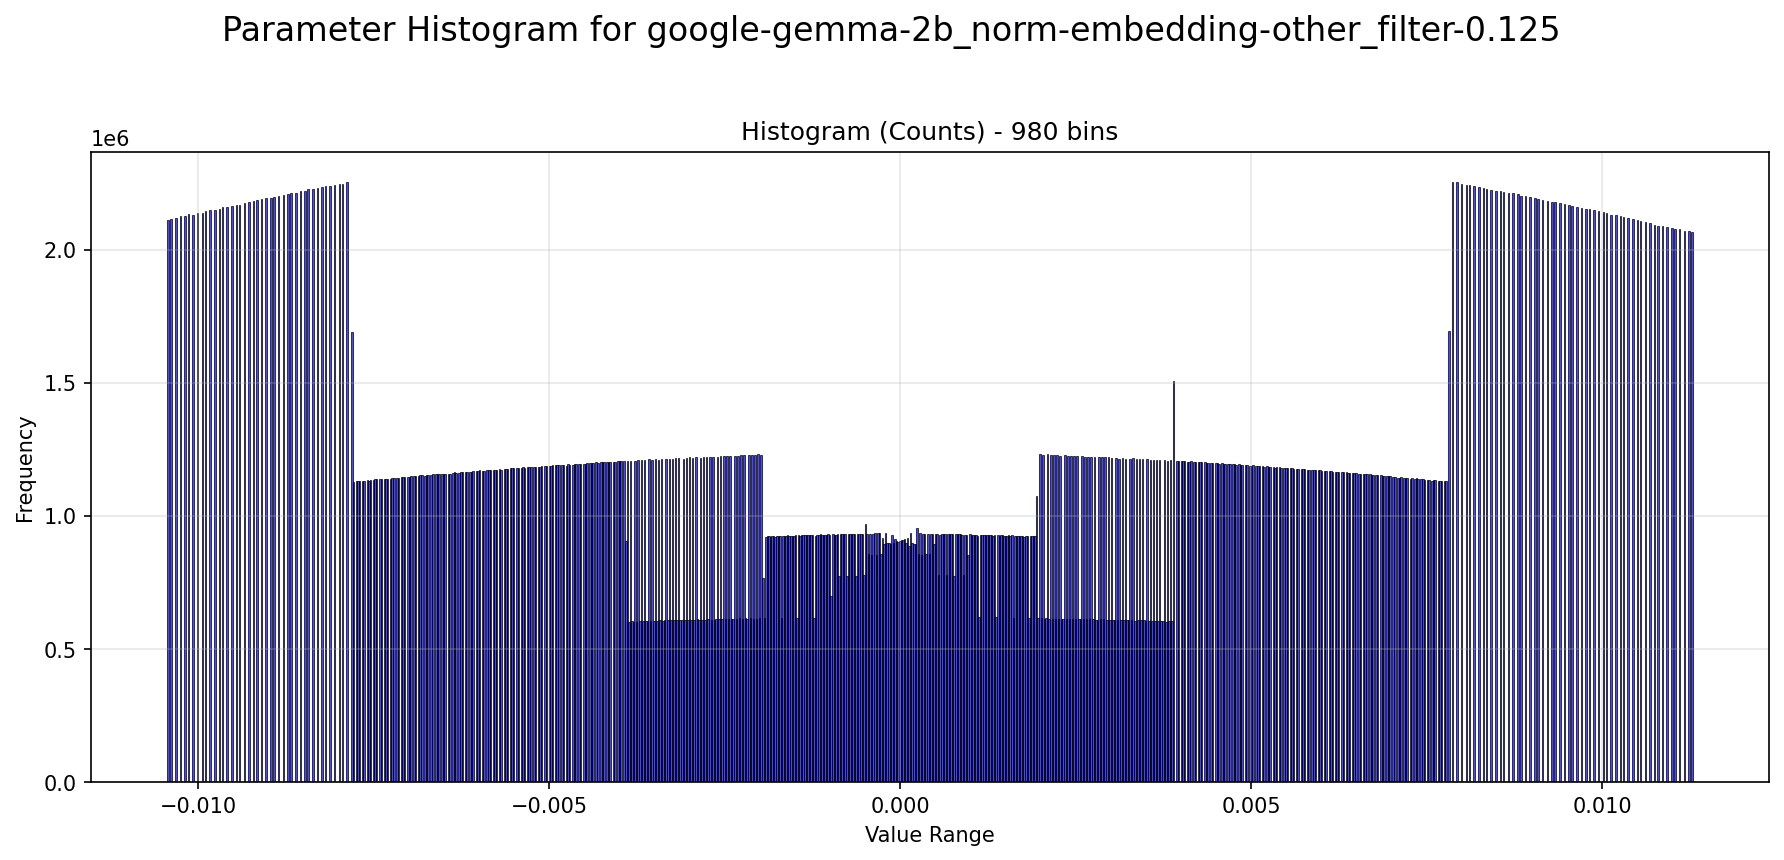 Parameter Histogram for google-gemma-2b_norm-embedding-other_filter-0.125
Histogram (Counts) - 980 bins
1e6
2.0
1.5
1.0
0.5
0.0
Frequency
−0.010
−0.005
0.000
0.005
0.010
Value Range